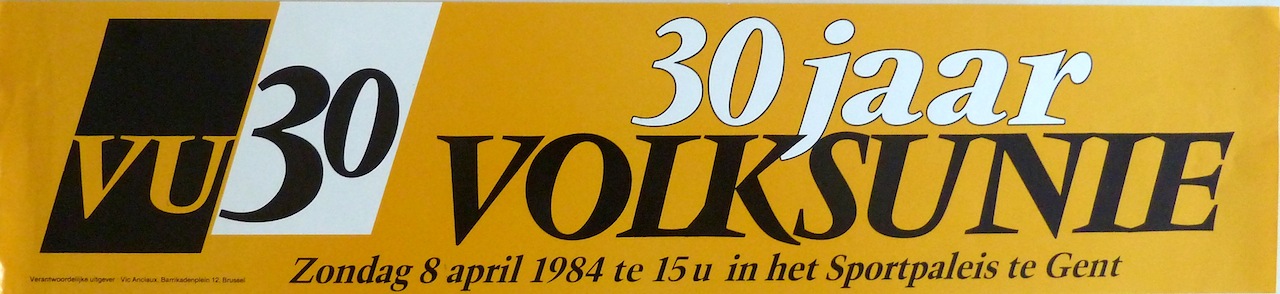 VU
30
30 jaar
VOLKSUNIE
Zondag 8 april 1984 te 15u in het Sportpaleis te Gent
Verantwoordelijke uitgever : Vic Anciaux, Barrikadenplein 12, Brussel